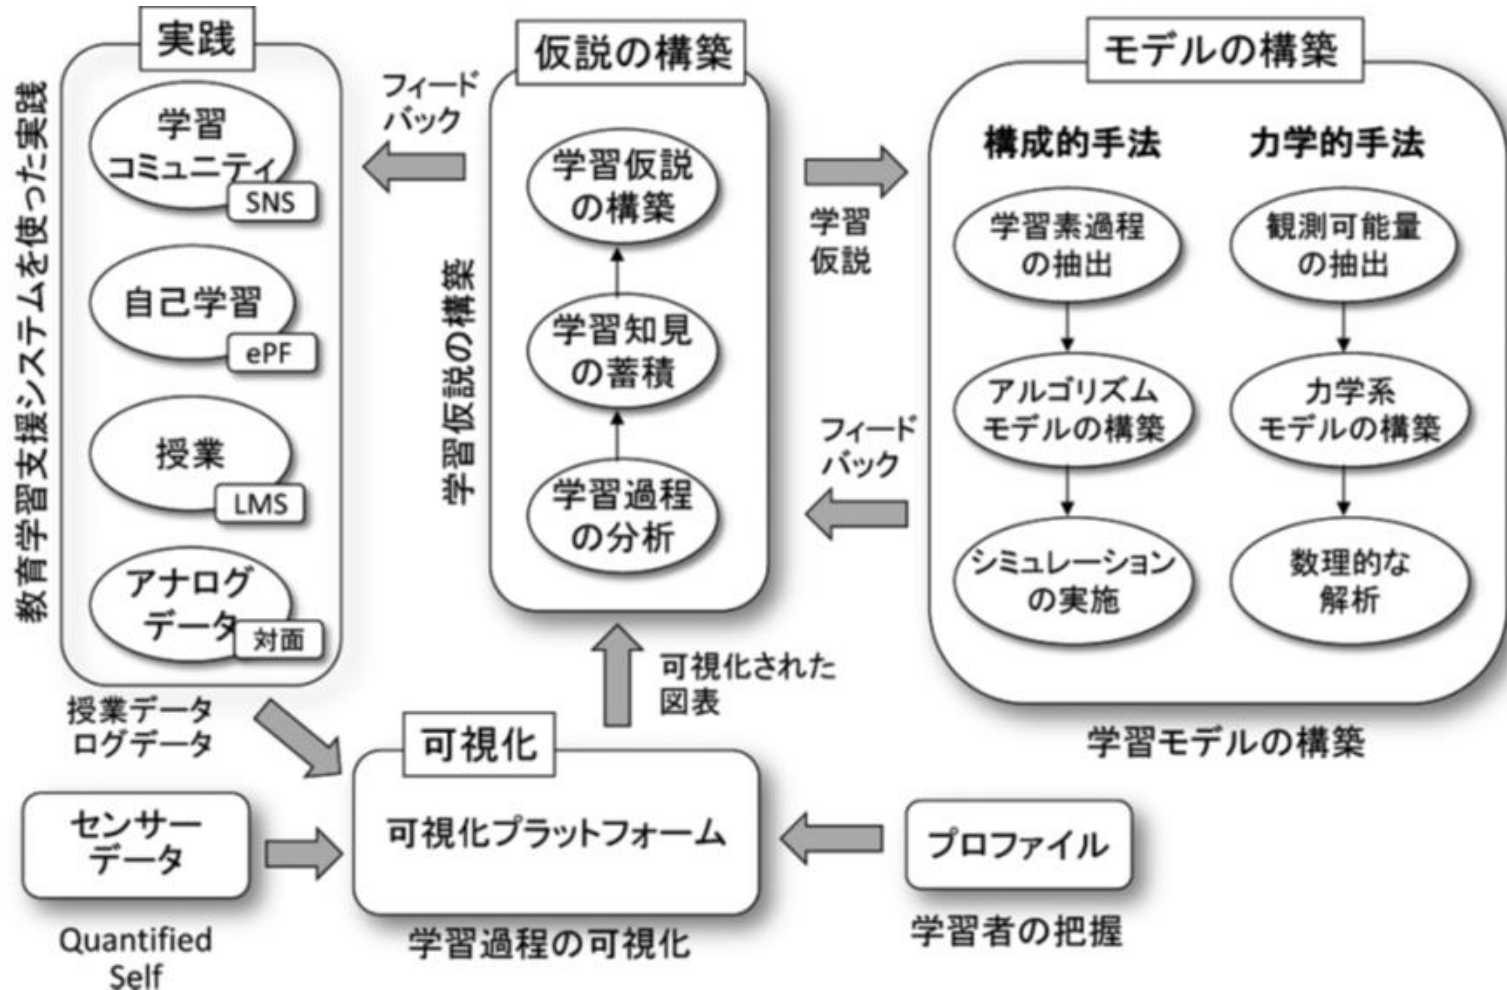 実践
教育学習支援システムを使った実践
学習
コミュニティ
SNS
自己学習
ePF
授業
LMS
アナログ
データ
対面
授業データ
ログデータ
フィード
バック
仮説の構築
学習仮説の構築
学習仮説
の構築
学習知見
の蓄積
学習過程
の分析
学習
仮説
フィード
バック
モデルの構築
構成的手法
力学的手法
学習素過程
の抽出
観測可能量
の抽出
アルゴリズム
モデルの構築
力学系
モデルの構築
シミュレーション
の実施
数理的な
解析
学習モデルの構築
可視化された
図表
可視化
可視化プラットフォーム
学習過程の可視化
センサー
データ
Quantified
Self
プロファイル
学習者の把握